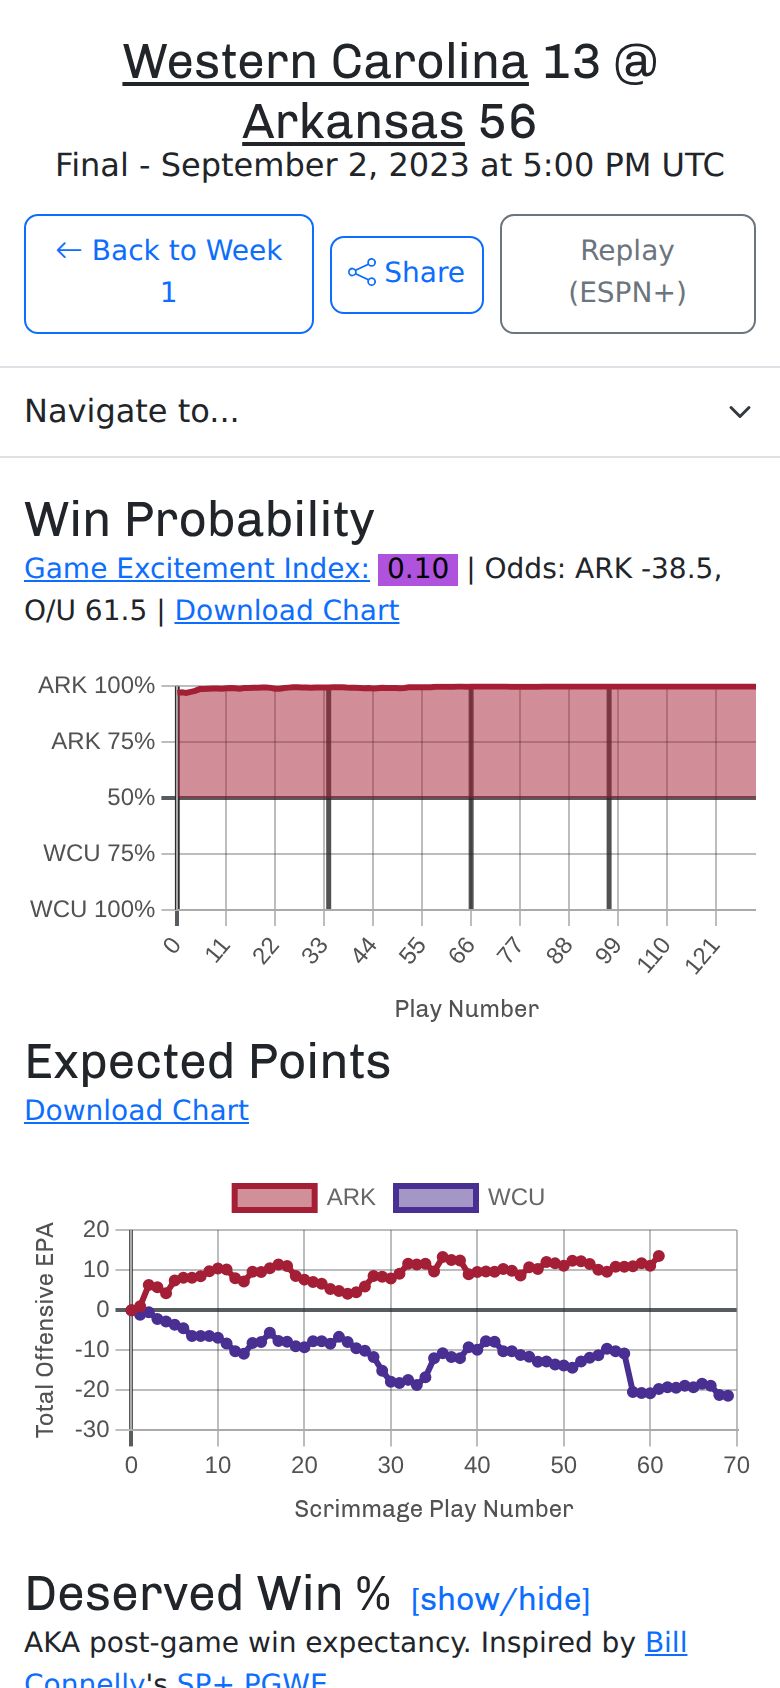 Western Carolina 13 @
Arkansas 56
Final - September 2, 2023 at 5:00 PM UTC
← Back to Week
1
Share
Replay
(ESPN+)
Navigate to...
Win Probability
Game Excitement Index: 0.10 | Odds: ARK -38.5,
O/U 61.5 | Download Chart
ARK 100%
ARK 75%
50%
WCU 75%
WCU 100%
0 11 22 33 44 55 66 77 88 99 110 121
Play Number
Expected Points
Download Chart
ARK WCU
Total Offensive EPA
20
10
0
-10
-20
-30
0 10 20 30 40 50 60 70
Scrimmage Play Number
Deserved Win % [show/hide]
AKA post-game win expectancy. Inspired by Bill
Connelly's SP+ PGWE